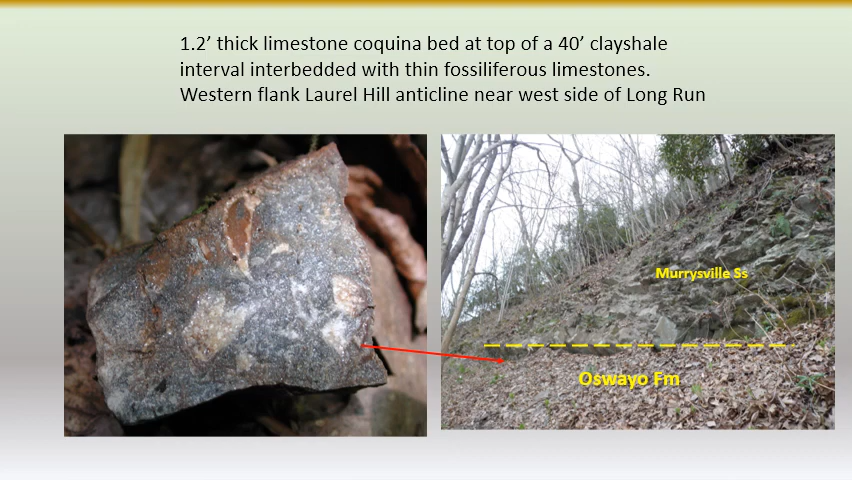 1.2’ thick limestone coquina bed at top of a 40’ clayshale
interval interbedded with thin fossiliferous limestones.
Western flank Laurel Hill anticline near west side of Long Run
Murrysville Ss
Oswayo Fm